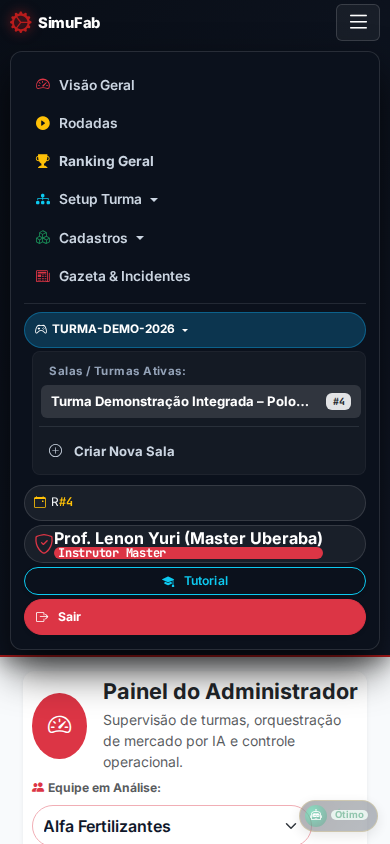 SimuFab
Visão Geral
Rodadas
Ranking Geral
Setup Turma
Cadastros
Gazeta & Incidentes
TURMA-DEMO-2026
Salas / Turmas Ativas:
Turma Demonstração Integrada – Polo... #4
Criar Nova Sala
R#4
Prof. Lenon Yuri (Master Uberaba)
Instrutor Master
Tutorial
Sair
Painel do Administrador
Supervisão de turmas, orquestração
de mercado por IA e controle
operacional.
Equipe em Análise:
Alfa Fertilizantes
Otimo